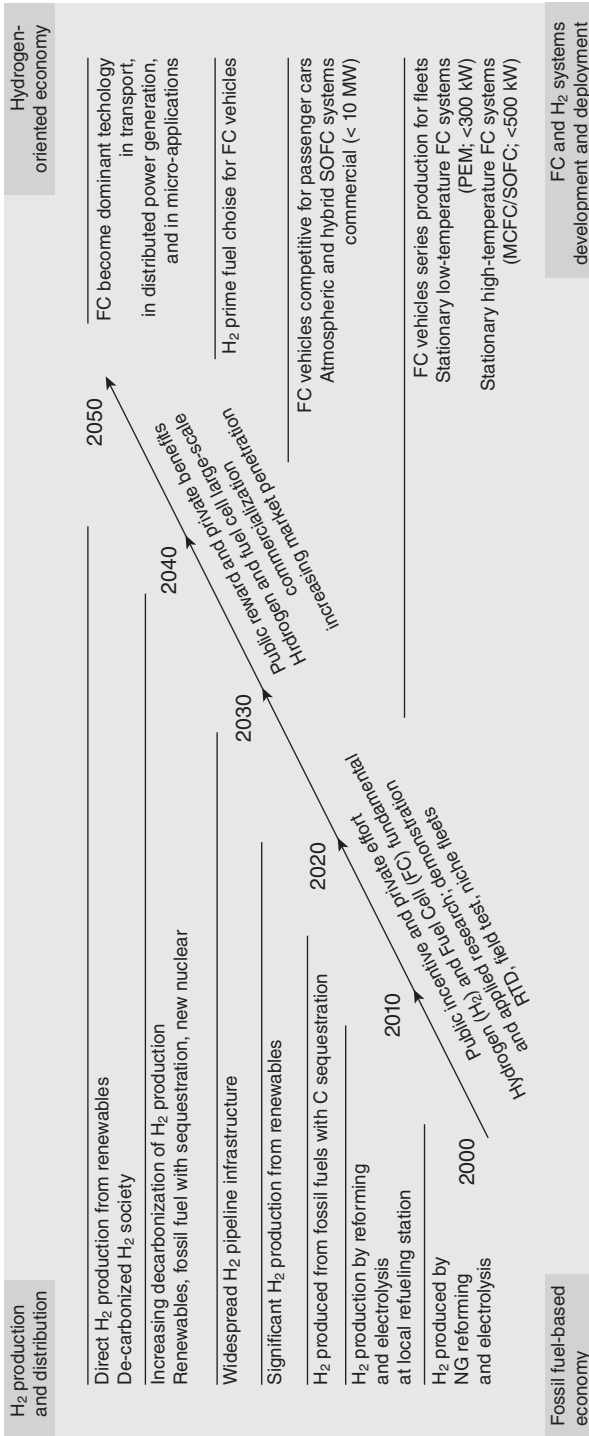 H₂ production
and distribution
Hydrogen-
oriented economy
Direct H₂ production from renewables
De-carbonized H₂ society
Increasing decarbonization of H₂ production
Renewables, fossil fuel with sequestration, new nuclear
Widespread H₂ pipeline infrastructure
Significant H₂ production from renewables
H₂ produced from fossil fuels with C sequestration
H₂ production by reforming
and electrolysis
at local refueling station
H₂ produced by
NG reforming
and electrolysis
2000
2010
2020
2030
2040
2050
Public incentive and private effort
Hydrogen (H₂) and Fuel Cell (FC) fundamental
and applied research; demonstration
RTD, field test, niche fleets
Public reward and private benefits
Hrdrogen and fuel cell large-scale
commercialization
increasing market penetration
FC become dominant techology
in transport,
in distributed power generation,
and in micro-applications
H₂ prime fuel choise for FC vehicles
FC vehicles competitive for passenger cars
Atmospheric and hybrid SOFC systems
commercial (< 10 MW)
FC vehicles series production for fleets
Stationary low-temperature FC systems
(PEM; <300 kW)
Stationary high-temperature FC systems
(MCFC/SOFC; <500 kW)
Fossil fuel-based
economy
FC and H₂ systems
development and deployment